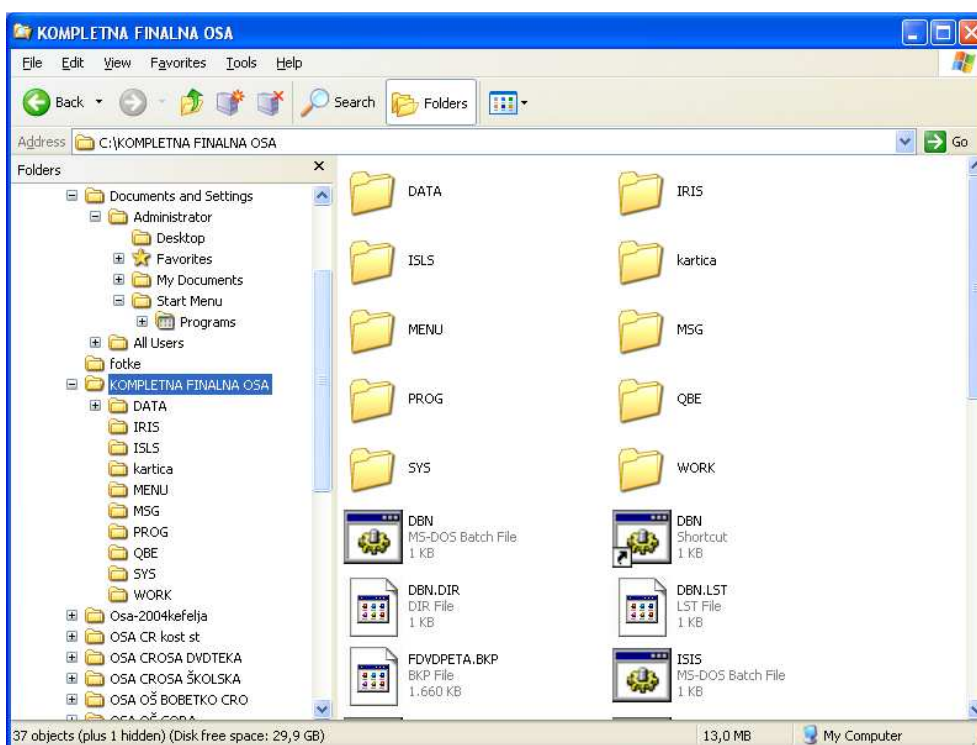 KOMPLETNA FINALNA OSA
File Edit View Favorites Tools Help
Back Search Folders
Address C:\KOMPLETNA FINALNA OSA Go
Folders
Documents and Settings
Administrator
Desktop
Favorites
My Documents
Start Menu
Programs
All Users
fotke
KOMPLETNA FINALNA OSA
DATA
IRIS
ISLS
kartica
MENU
MSG
PROG
QBE
SYS
WORK
Osa-2004kefelja
OSA CR kost st
OSA CROSA DVDTEKA
OSA CROSA ŠKOLSKA
OSA OŠ BOBETKO CRO
DATA
IRIS
ISLS
kartica
MENU
MSG
PROG
QBE
SYS
WORK
DBN
MS-DOS Batch File
1 KB
DBN
Shortcut
1 KB
DBN.DIR
DIR File
1 KB
DBN.LST
LST File
1 KB
FDVDPETA.BKP
BKP File
1.660 KB
ISIS
MS-DOS Batch File
1 KB
37 objects (plus 1 hidden) (Disk free space: 29,9 GB) 13,0 MB My Computer